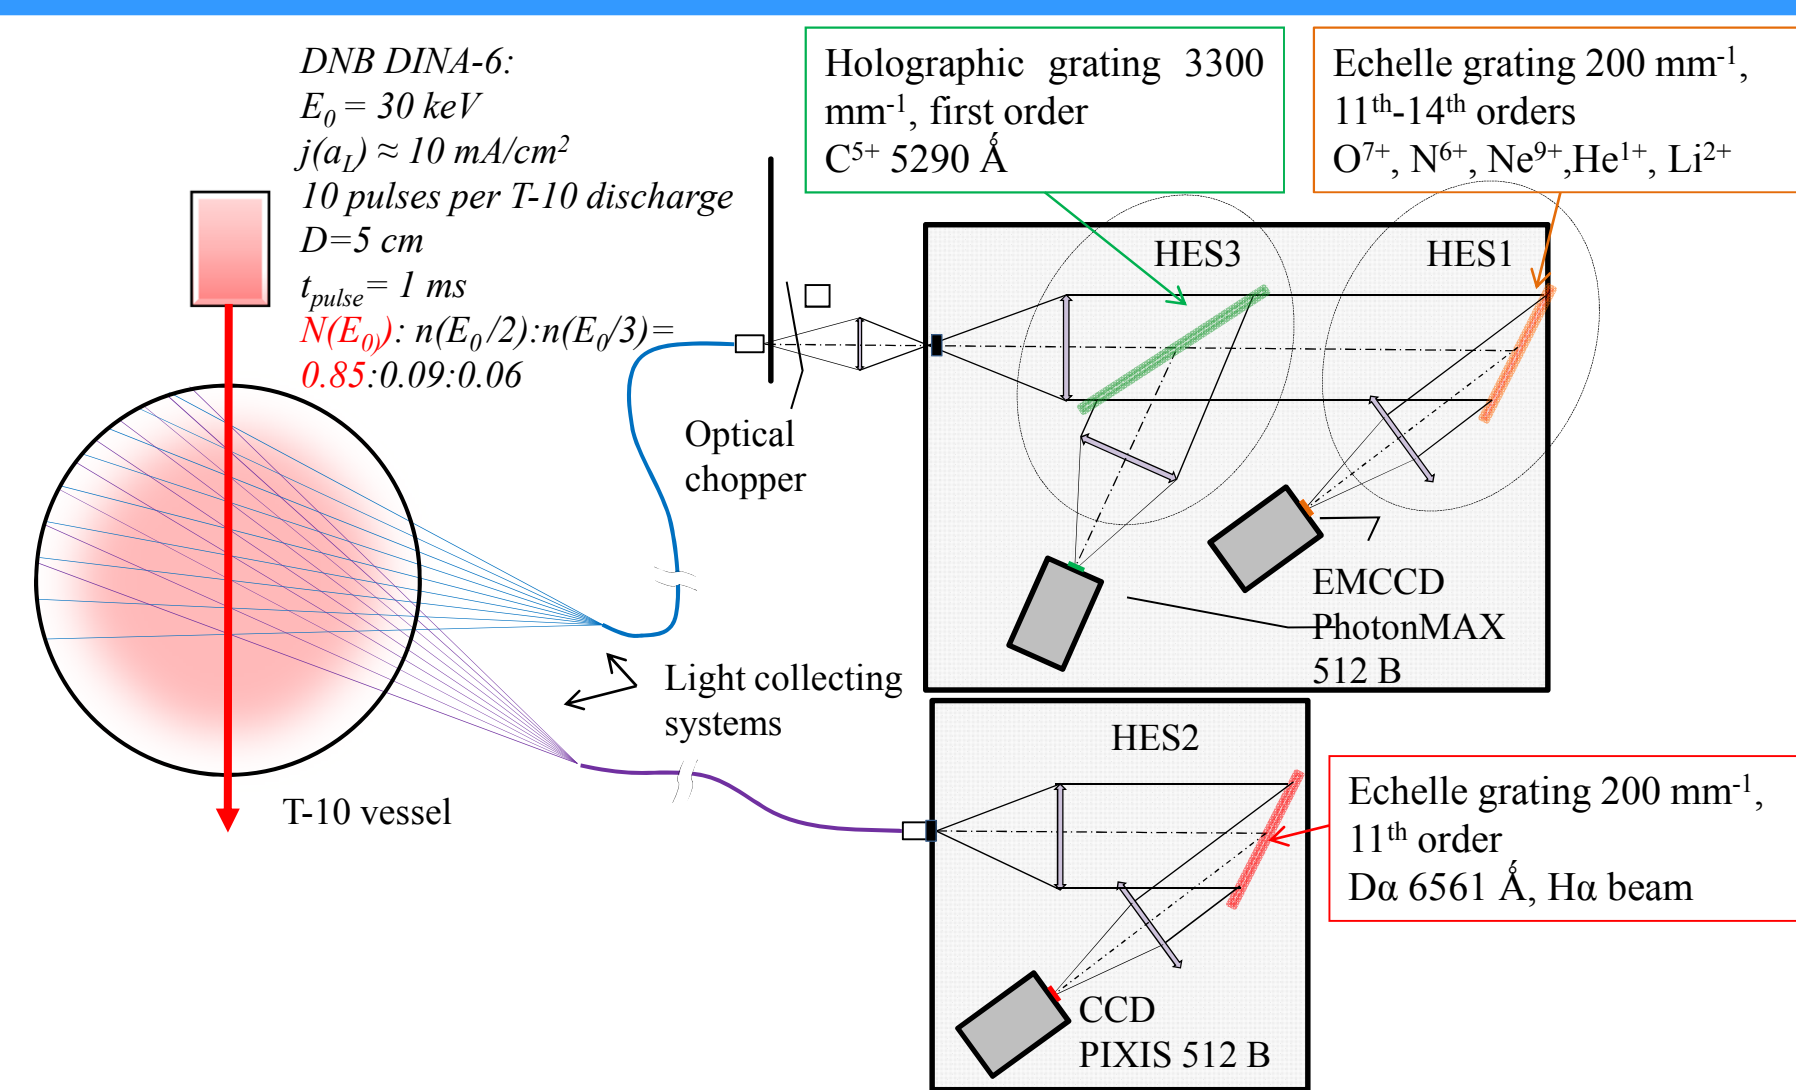 DNB DINA-6:
E₀ = 30 keV
j(a_L) ≈ 10 mA/cm²
10 pulses per T-10 discharge
D=5 cm
t_pulse = 1 ms
N(E₀)): n(E₀/2):n(E₀/3)=
0.85:0.09:0.06
Holographic grating 3300
mm⁻¹, first order
C⁵⁺ 5290 Ǻ
Echelle grating 200 mm⁻¹,
11ᵗʰ-14ᵗʰ orders
O⁷⁺, N⁶⁺, Ne⁹⁺,He¹⁺, Li²⁺
HES3
HES1
Optical
chopper
EMCCD
PhotonMAX
512 B
Light collecting
systems
T-10 vessel
HES2
Echelle grating 200 mm⁻¹,
11ᵗʰ order
Dα 6561 Ǻ, Hα beam
CCD
PIXIS 512 B